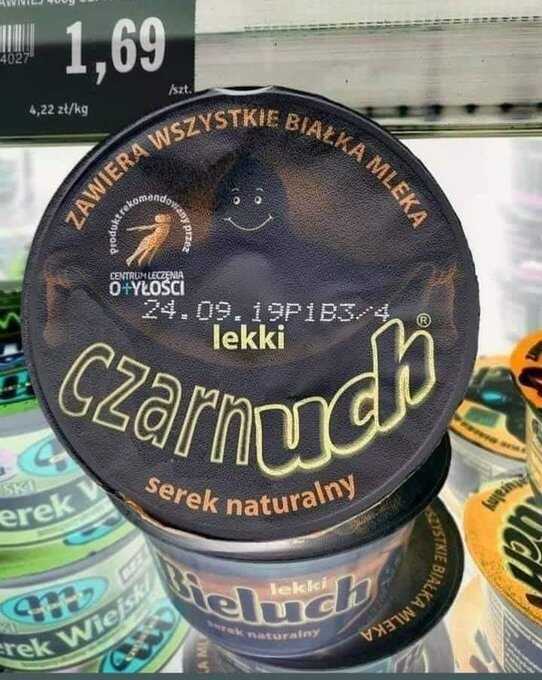 4027
1,69
/szt.
4,22 zł/kg
ZAWIERA WSZYSTKIE BIAŁKA MLEKA
produkt rekomendowany przez
CENTRUM LECZENIA
OTYŁOŚCI
24.09.19P1B3/4
lekki
czarnuch®
serek naturalny
lekki
Bieluch
serek naturalny
ZAWIERA WSZYSTKIE BIAŁKA MLEKA
serek Wiejski
serek Wiejski